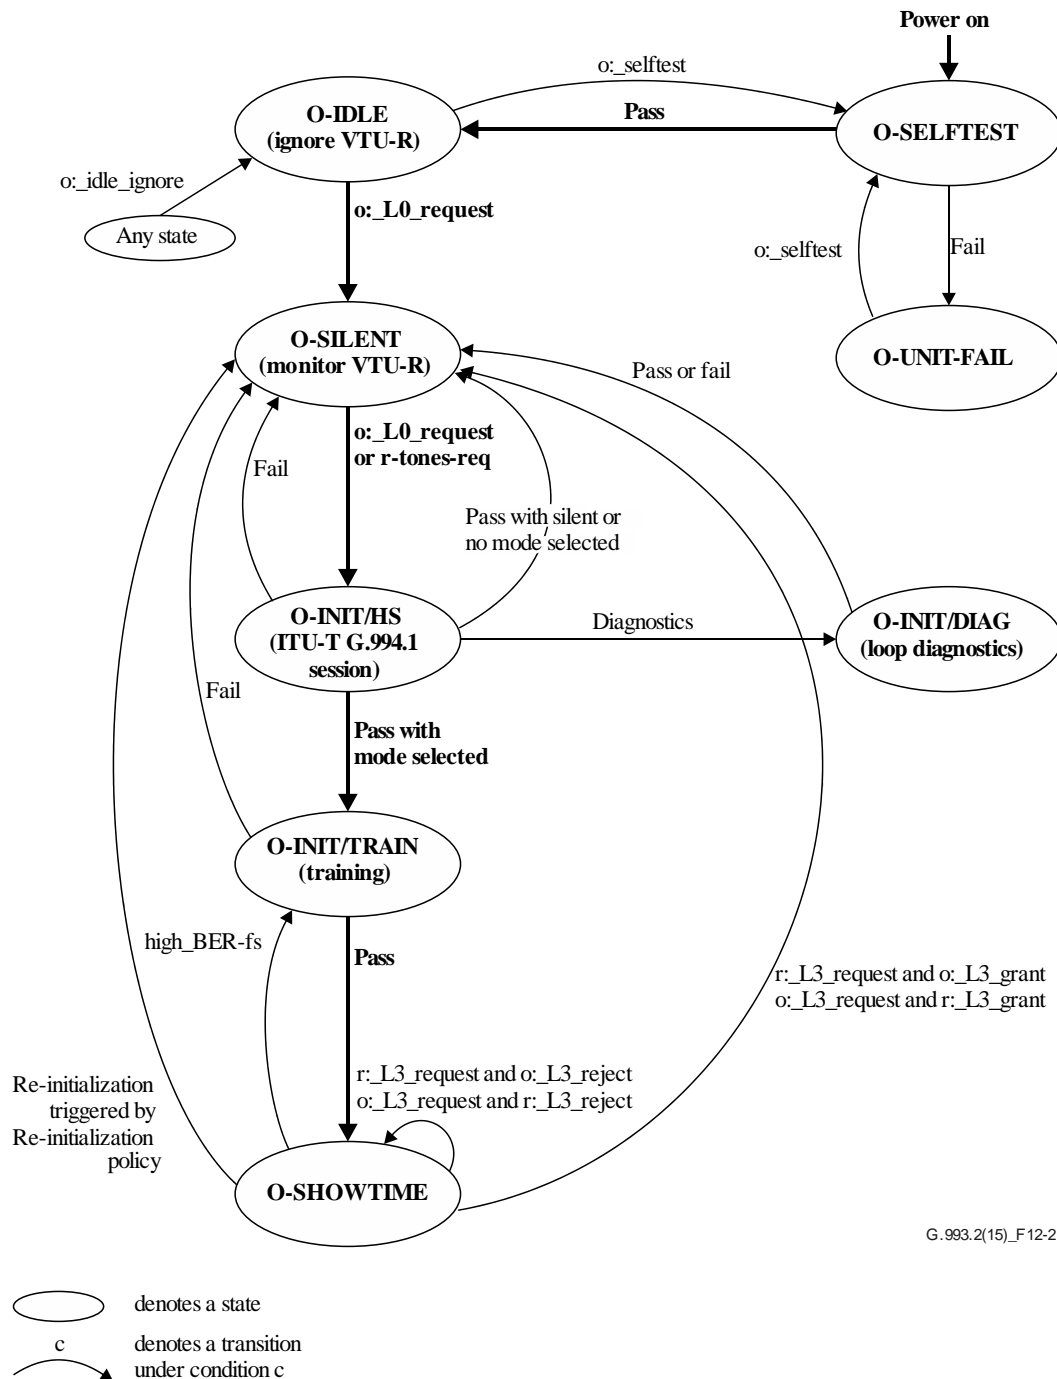 Power on
o:_selftest
O-IDLE
(ignore VTU-R)
Pass
O-SELFTEST
o:_idle_ignore
Any state
o:_L0_request
o:_selftest
Fail
O-SILENT
(monitor VTU-R)
O-UNIT-FAIL
Pass or fail
o:_L0_request
or r-tones-req
Fail
Pass with silent or
no mode selected
O-INIT/HS
(ITU-T G.994.1
session)
Diagnostics
O-INIT/DIAG
(loop diagnostics)
Fail
Pass with
mode selected
O-INIT/TRAIN
(training)
high_BER-fs
Pass
r:_L3_request and o:_L3_grant
o:_L3_request and r:_L3_grant
r:_L3_request and o:_L3_reject
o:_L3_request and r:_L3_reject
Re-initialization
triggered by
Re-initialization
policy
O-SHOWTIME
G.993.2(15)_F12-2
denotes a state
c
denotes a transition
under condition c